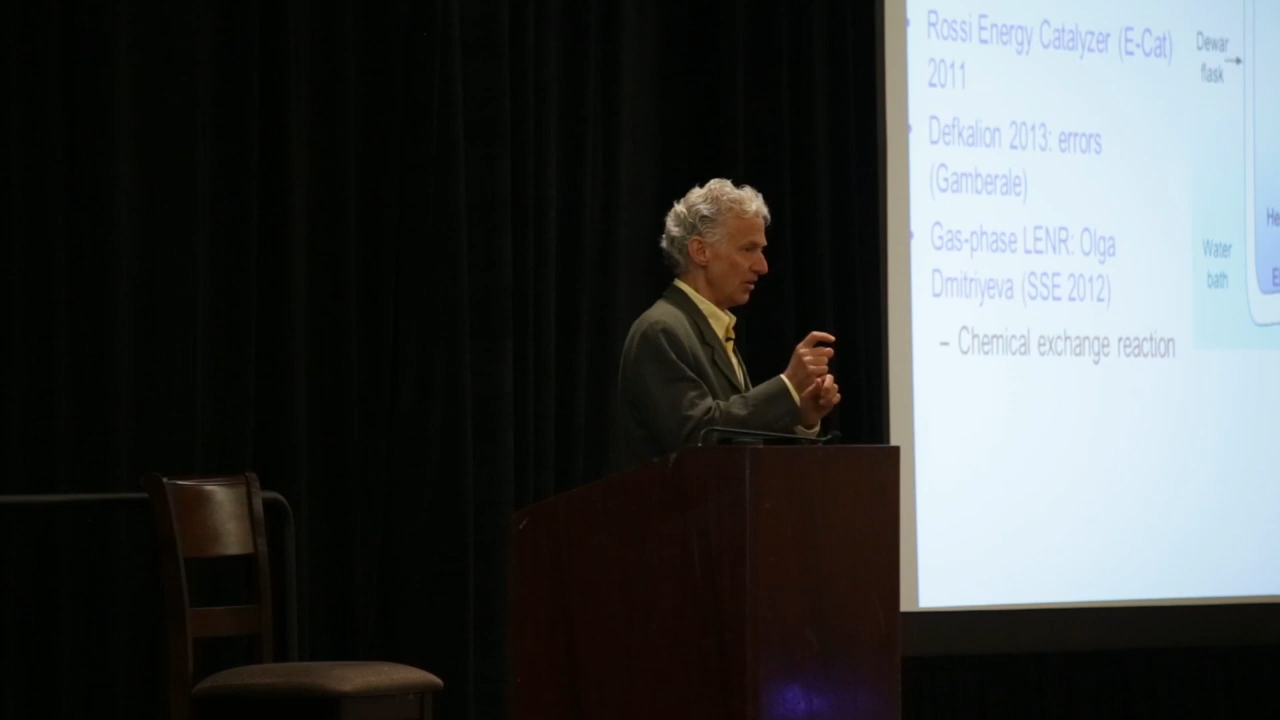 Rossi Energy Catalyzer (E-Cat)
2011
Defkalion 2013: errors
(Gamberale)
Gas-phase LENR: Olga
Dmitriyeva (SSE 2012)
– Chemical exchange reaction
Dewar
flask
Water
bath